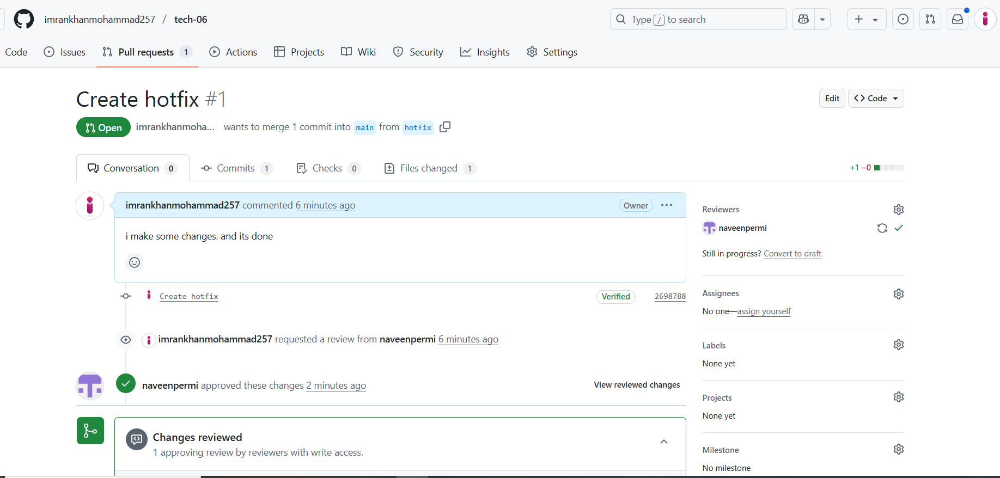 imrankhanmohammad257 / tech-06
Type / to search
Code Issues Pull requests 1 Actions Projects Wiki Security Insights Settings
Create hotfix #1
Edit Code
Open imrankhanmoha... wants to merge 1 commit into main from hotfix
Conversation 0 Commits 1 Checks 0 Files changed 1
+1 −0
imrankhanmohammad257 commented 6 minutes ago Owner
i make some changes. and its done
Create hotfix Verified 2698788
imrankhanmohammad257 requested a review from naveenpermi 6 minutes ago
naveenpermi approved these changes 2 minutes ago View reviewed changes
Changes reviewed
1 approving review by reviewers with write access.
Reviewers
naveenpermi
Still in progress? Convert to draft
Assignees
No one—assign yourself
Labels
None yet
Projects
None yet
Milestone
No milestone